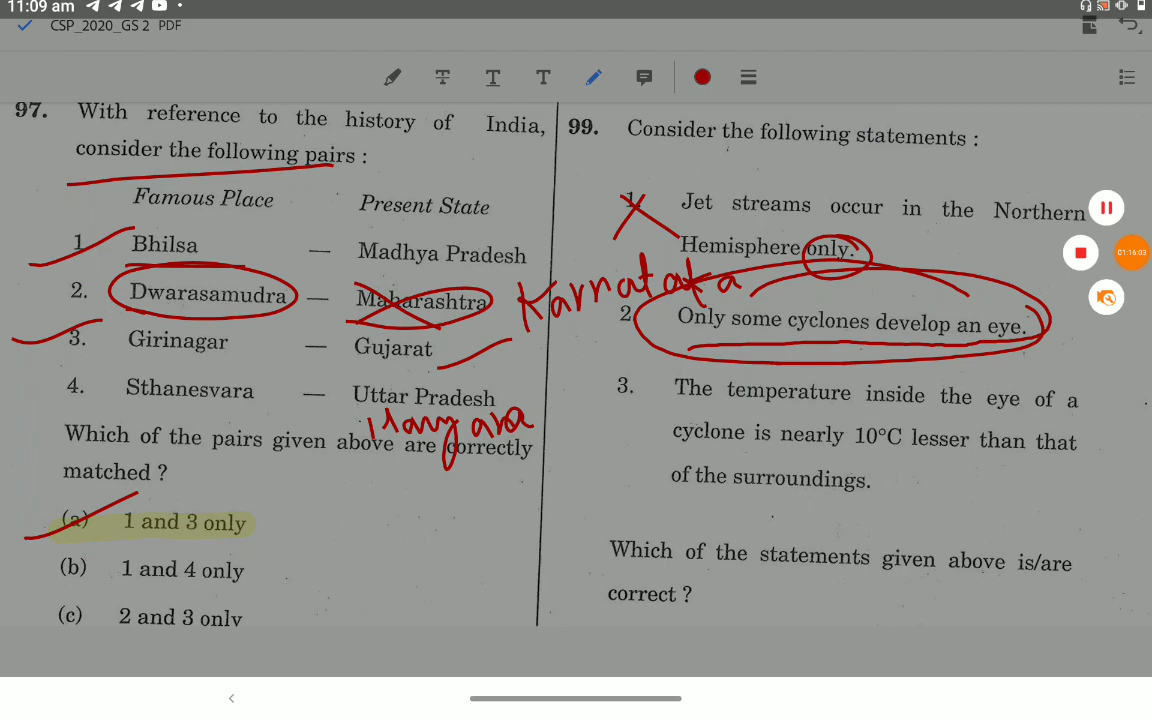 11:09 am
CSP_2020_GS 2 PDF
97. With reference to the history of India,
consider the following pairs :
Famous Place Present State
1 Bhilsa — Madhya Pradesh
2. Dwarasamudra — Maharashtra
Karnataka
3. Girinagar — Gujarat
4. Sthanesvara — Uttar Pradesh
Haryana
Which of the pairs given above are correctly
matched ?
(a) 1 and 3 only
(b) 1 and 4 only
(c) 2 and 3 only
99. Consider the following statements :
1. Jet streams occur in the Northern
Hemisphere only.
2 Only some cyclones develop an eye.
3. The temperature inside the eye of a
cyclone is nearly 10°C lesser than that
of the surroundings.
Which of the statements given above is/are
correct ?
01:16:03